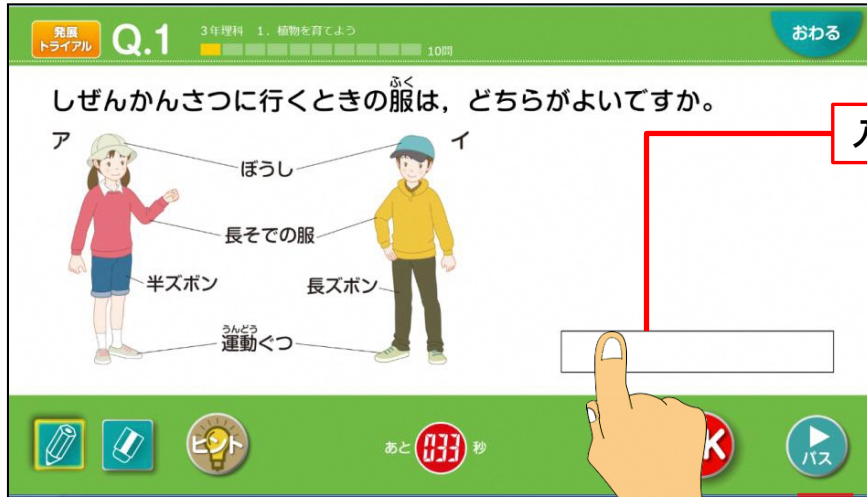 発展
トライアル
Q.1
3年理科 1. 植物を育てよう
10問
おわる
しぜんかんさつに行くときの服は，どちらがよいですか。
ふく
ア
イ
ぼうし
長そでの服
半ズボン
長ズボン
うんどう
運動ぐつ
ヒント
あと 033 秒
パス